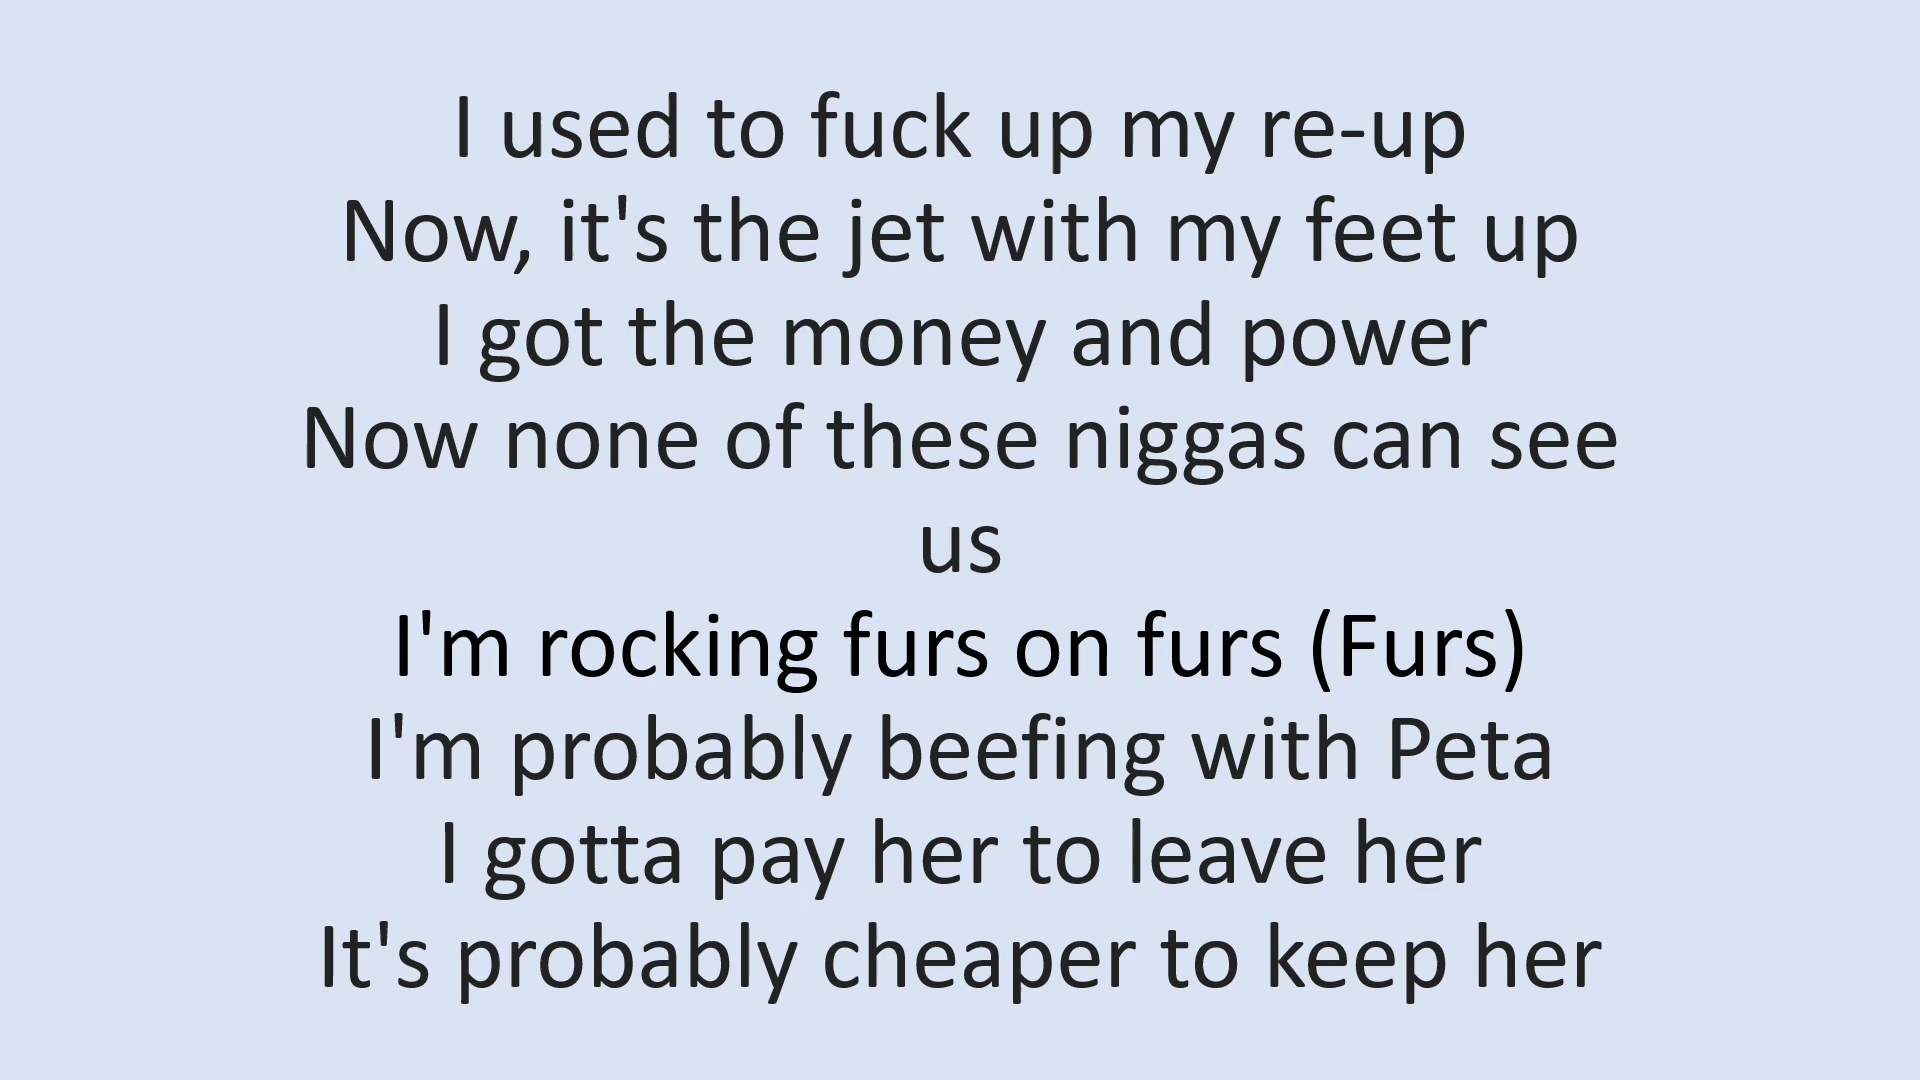 I used to fuck up my re-up
Now, it's the jet with my feet up
I got the money and power
Now none of these niggas can see
us
I'm rocking furs on furs (Furs)
I'm probably beefing with Peta
I gotta pay her to leave her
It's probably cheaper to keep her